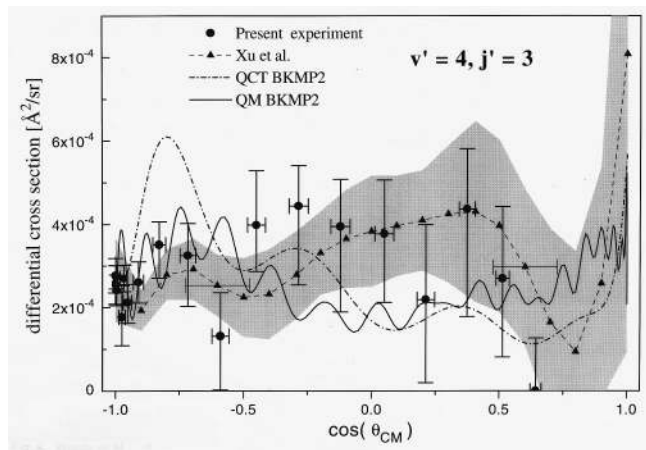 Present experiment
Xu et al.
QCT BKMP2
QM BKMP2
v' = 4, j' = 3
differential cross section [Å²/sr]
8x10⁻⁴
6x10⁻⁴
4x10⁻⁴
2x10⁻⁴
0
-1.0
-0.5
0.0
0.5
1.0
cos( θCM )